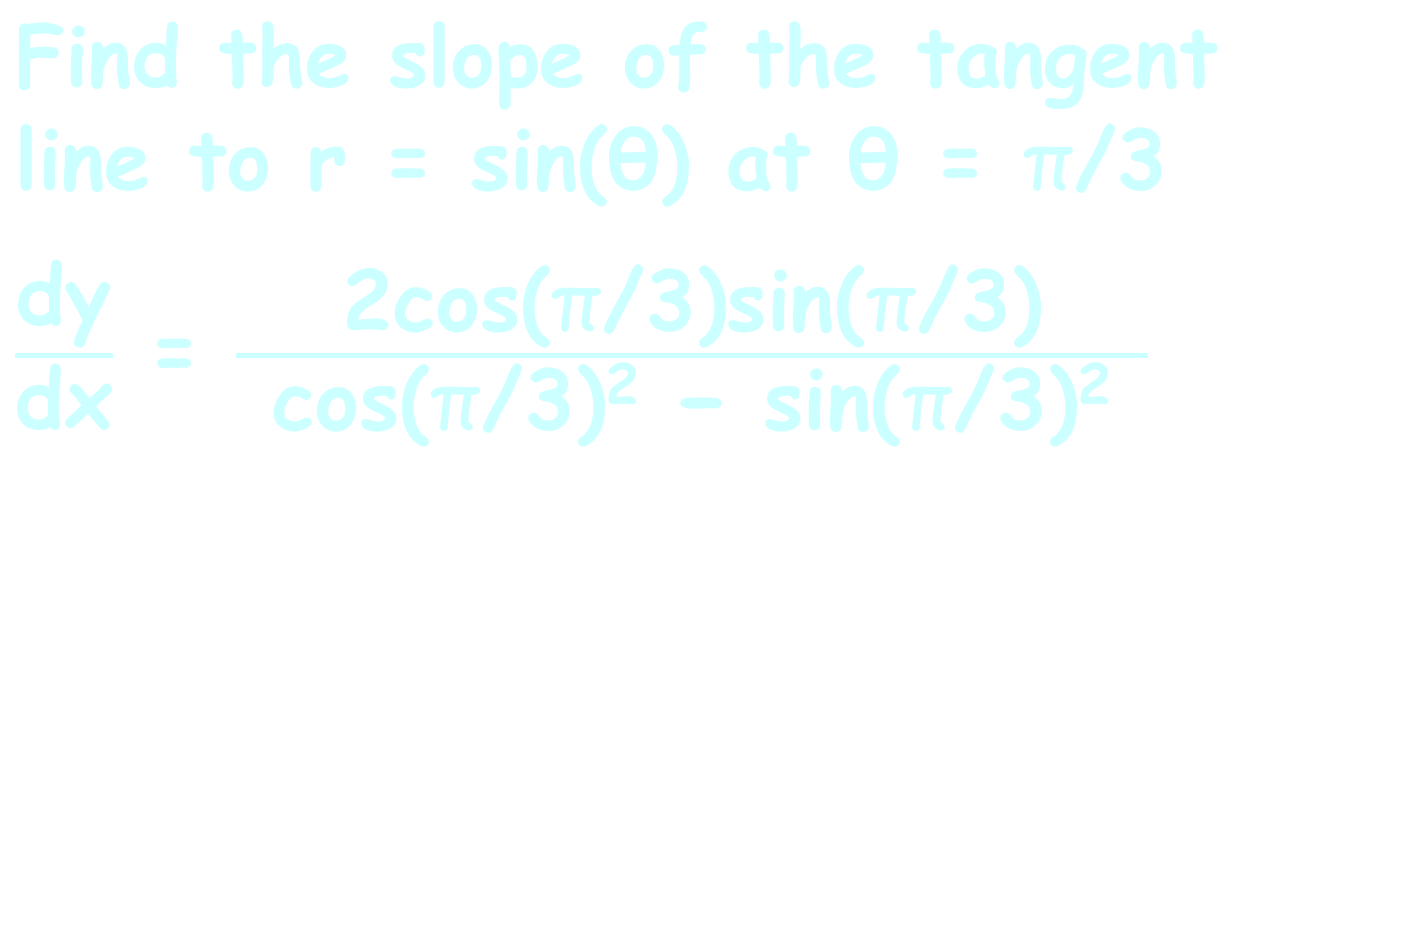 Find the slope of the tangent
line to r = sin(θ) at θ = π/3
dy/dx = 2cos(π/3)sin(π/3) / cos(π/3)² - sin(π/3)²